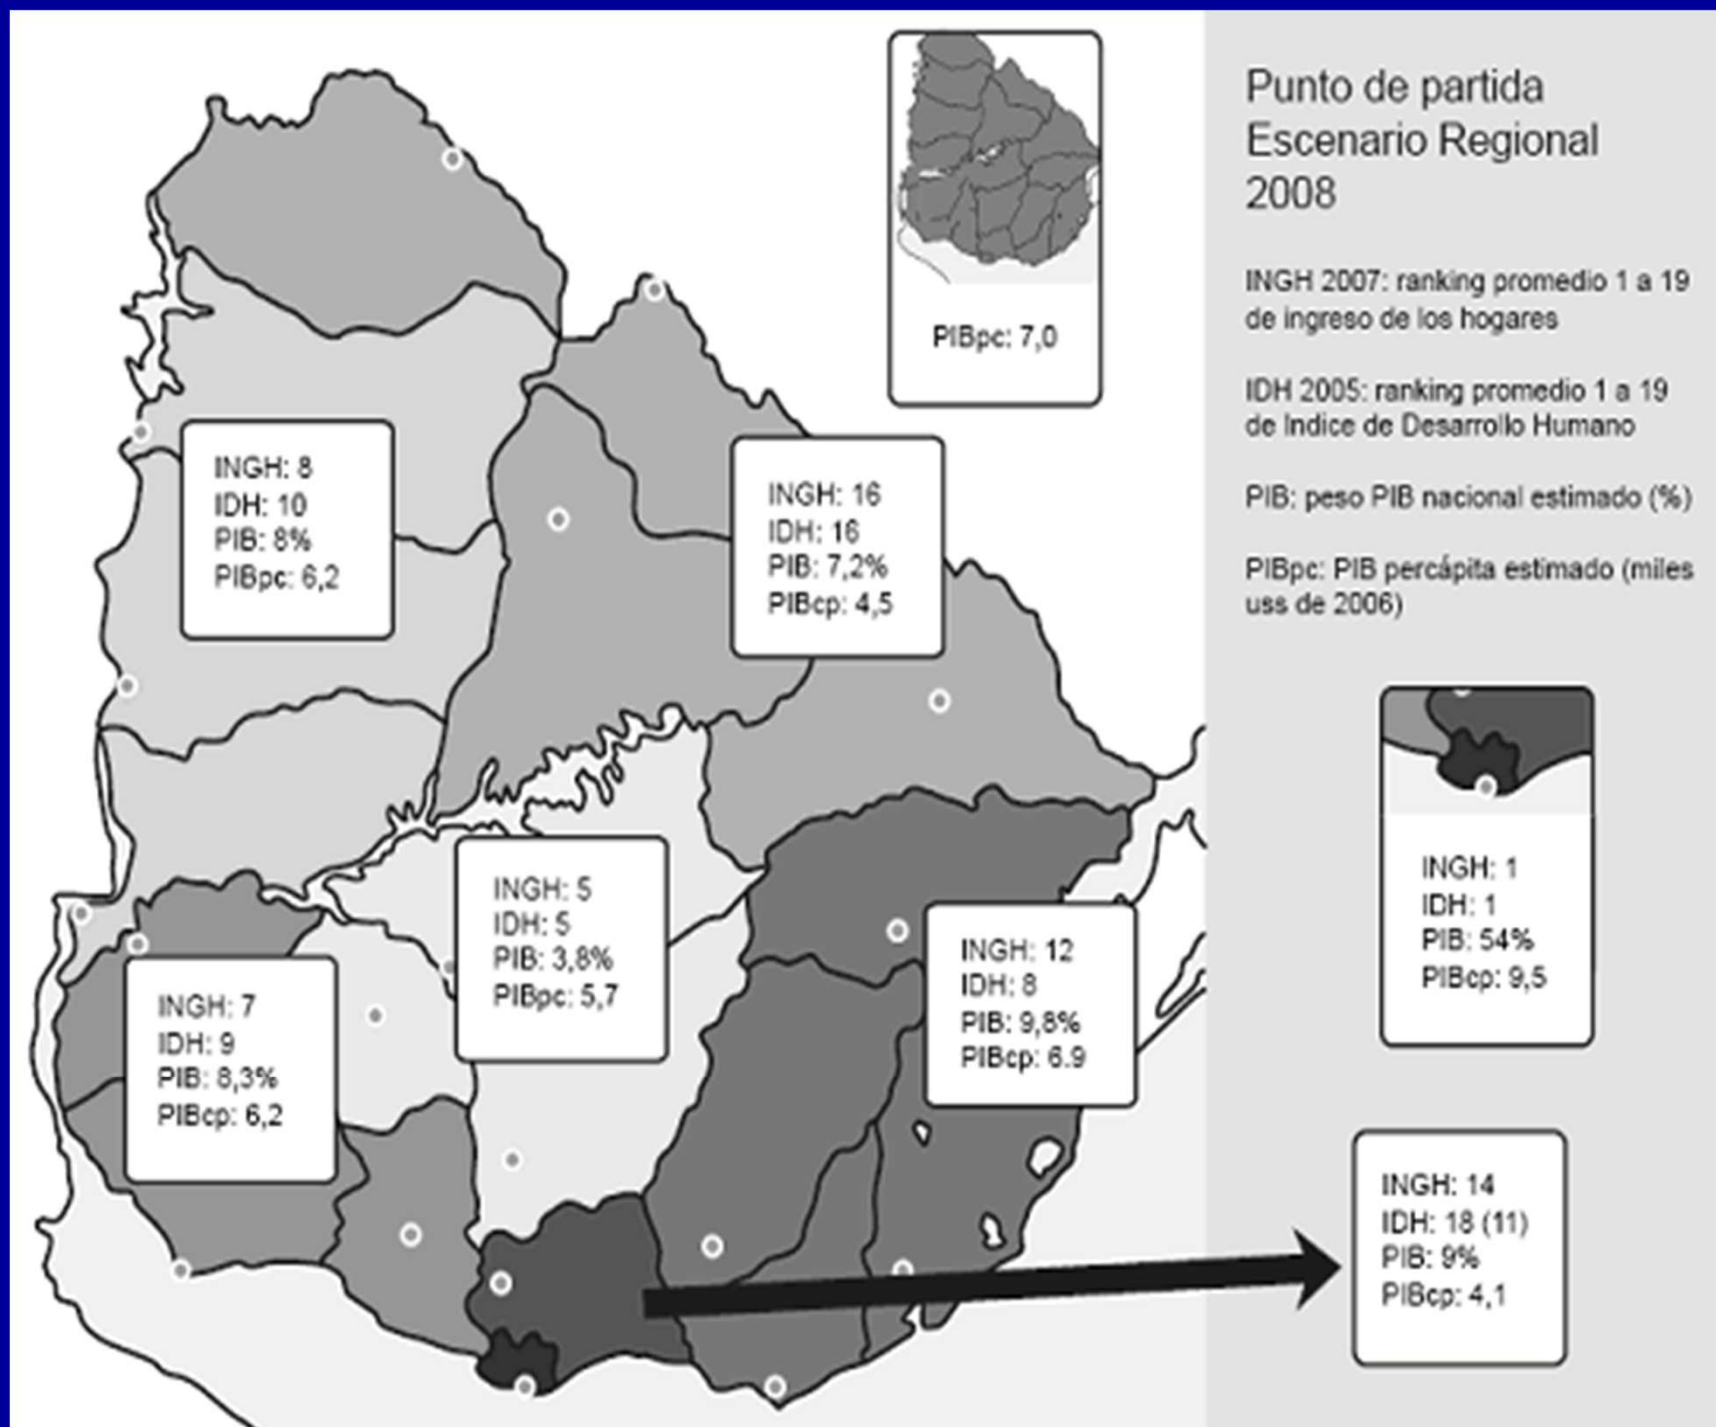 Punto de partida
Escenario Regional
2008
INGH 2007: ranking promedio 1 a 19
de ingreso de los hogares
IDH 2005: ranking promedio 1 a 19
de Indice de Desarrollo Humano
PIB: peso PIB nacional estimado (%)
PIBpc: PIB percápita estimado (miles
uss de 2006)
PIBpc: 7,0
INGH: 8
IDH: 10
PIB: 8%
PIBpc: 6,2
INGH: 16
IDH: 16
PIB: 7,2%
PIBcp: 4,5
INGH: 5
IDH: 5
PIB: 3,8%
PIBpc: 5,7
INGH: 12
IDH: 8
PIB: 9,8%
PIBcp: 6.9
INGH: 7
IDH: 9
PIB: 8,3%
PIBcp: 6,2
INGH: 1
IDH: 1
PIB: 54%
PIBcp: 9,5
INGH: 14
IDH: 18 (11)
PIB: 9%
PIBcp: 4,1